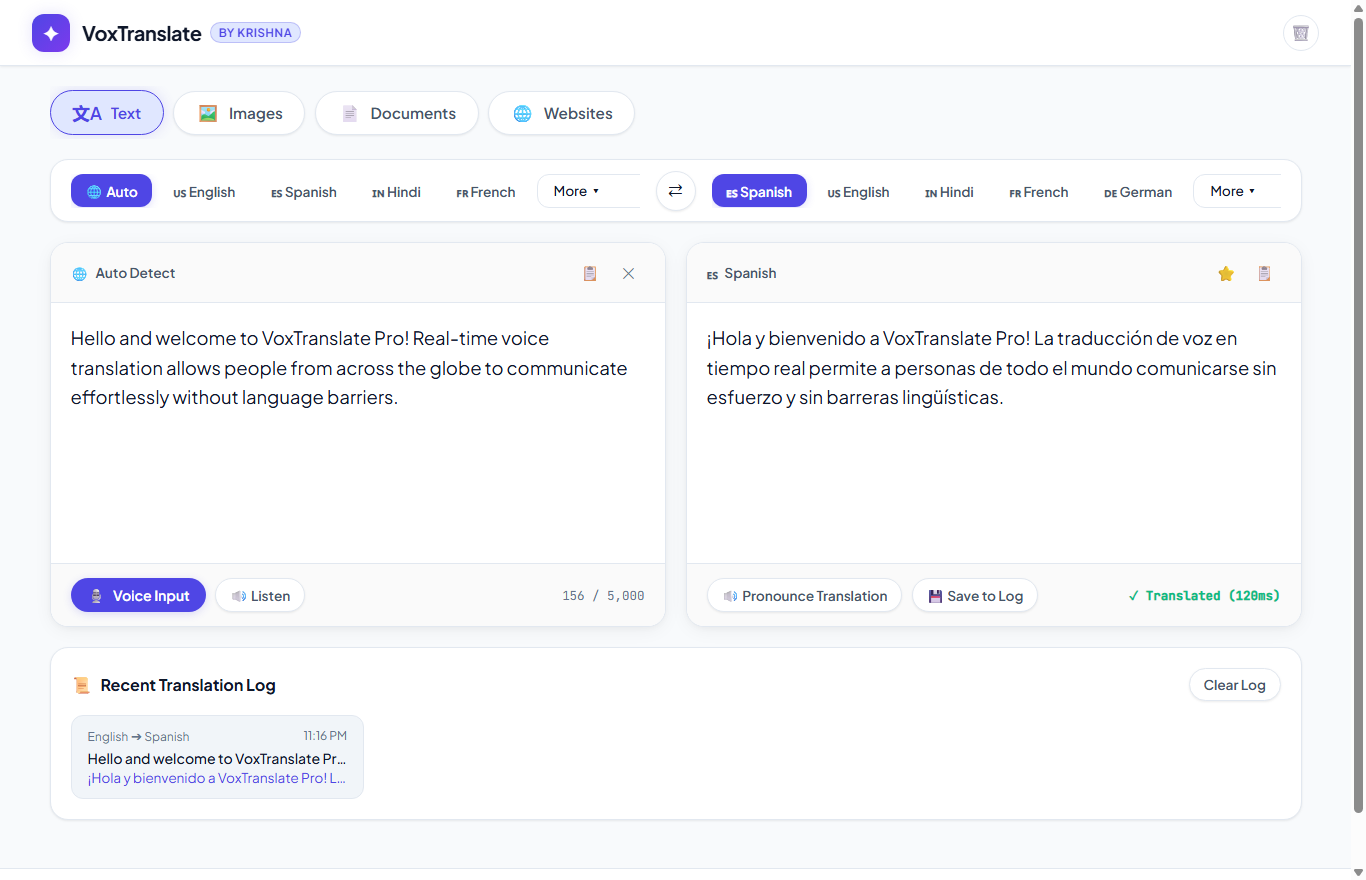 VoxTranslate BY KRISHNA
文A Text Images Documents Websites
Auto US English ES Spanish IN Hindi FR French More ▾ ⇄ ES Spanish US English IN Hindi FR French DE German More ▾
Auto Detect
Hello and welcome to VoxTranslate Pro! Real-time voice
translation allows people from across the globe to communicate
effortlessly without language barriers.
Voice Input Listen 156 / 5,000
ES Spanish
¡Hola y bienvenido a VoxTranslate Pro! La traducción de voz en
tiempo real permite a personas de todo el mundo comunicarse sin
esfuerzo y sin barreras lingüísticas.
Pronounce Translation Save to Log ✓ Translated (120ms)
Recent Translation Log Clear Log
English ➔ Spanish 11:16 PM
Hello and welcome to VoxTranslate Pr...
¡Hola y bienvenido a VoxTranslate Pro! L...